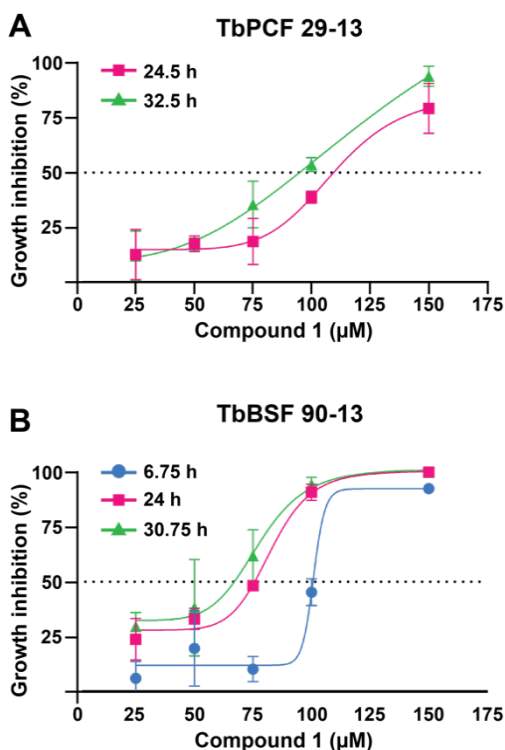 A
TbPCF 29-13
24.5 h
32.5 h
Growth inhibition (%)
100
75
50
25
0 25 50 75 100 125 150 175
Compound 1 (µM)
B
TbBSF 90-13
6.75 h
24 h
30.75 h
Growth inhibition (%)
100
75
50
25
0 25 50 75 100 125 150 175
Compound 1 (µM)